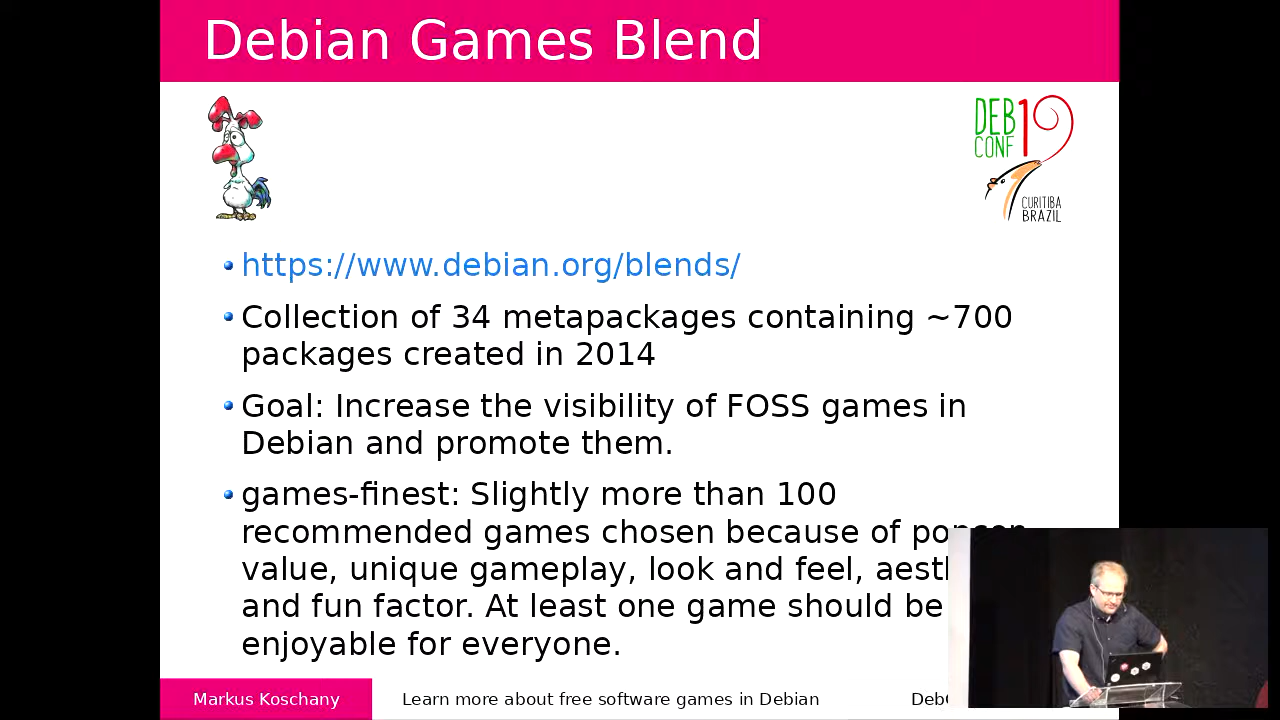 Debian Games Blend
DEB
CONF 19
CURITIBA
BRAZIL
https://www.debian.org/blends/
Collection of 34 metapackages containing ~700
packages created in 2014
Goal: Increase the visibility of FOSS games in
Debian and promote them.
games-finest: Slightly more than 100
recommended games chosen because of popcon
value, unique gameplay, look and feel,
and fun factor. At least one game should be
enjoyable for everyone.
Markus Koschany
Learn more about free software games in Debian